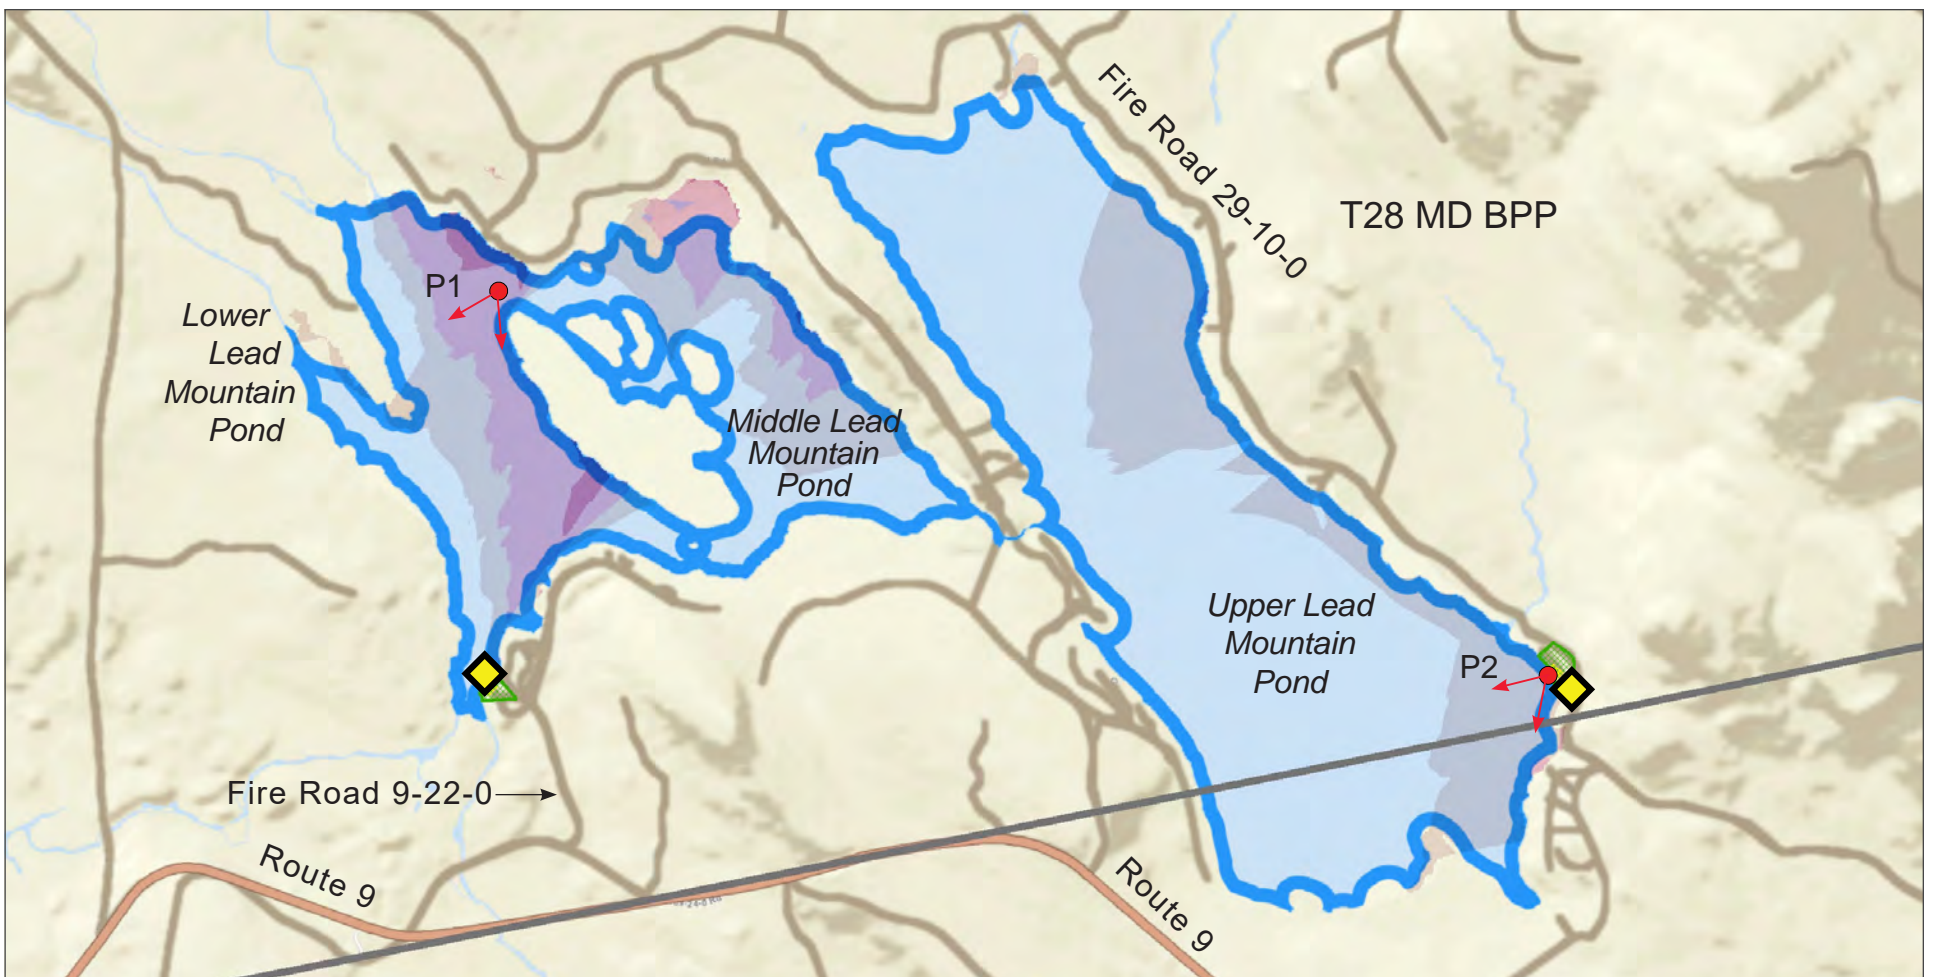 Fire Road 29-10-0
T28 MD BPP
P1
Lower
Lead
Mountain
Pond
Middle Lead
Mountain
Pond
Upper Lead
Mountain
Pond
P2
Fire Road 9-22-0
Route 9
Route 9